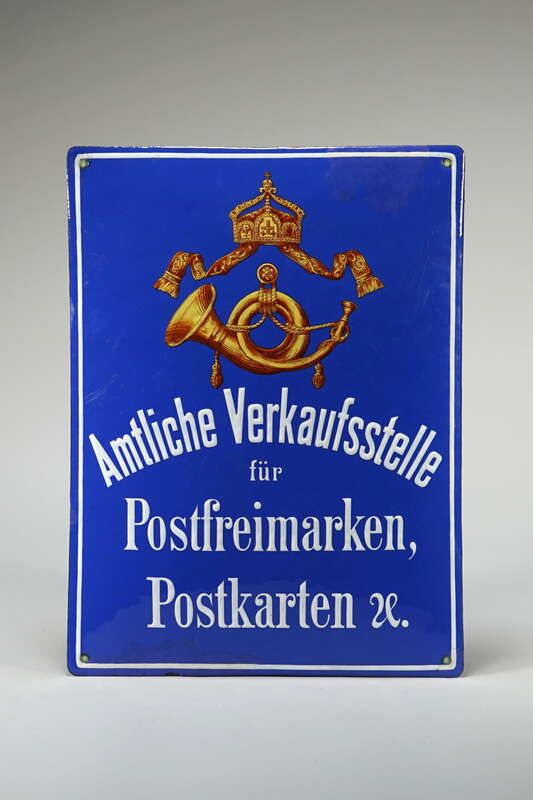 Amtliche Verkaufsstelle
für
Postfreimarken,
Postkarten ꝛc.